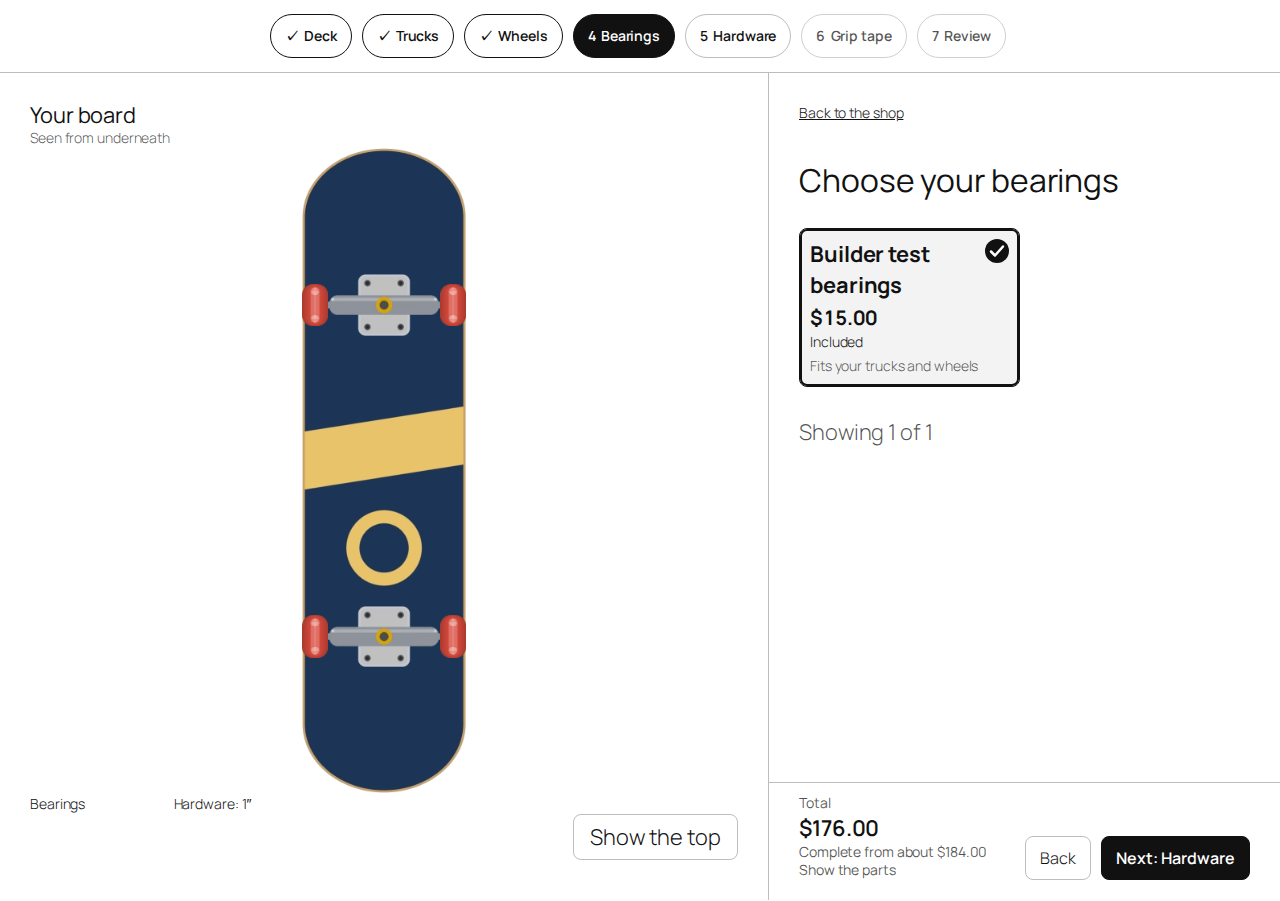 ✓ Deck
✓ Trucks
✓ Wheels
4 Bearings
5 Hardware
6 Grip tape
7 Review
Your board
Seen from underneath
Bearings
Hardware: 1″
Show the top
Back to the shop
Choose your bearings
Builder test
bearings
$15.00
Included
Fits your trucks and wheels
Showing 1 of 1
Total
$176.00
Complete from about $184.00
Show the parts
Back
Next: Hardware